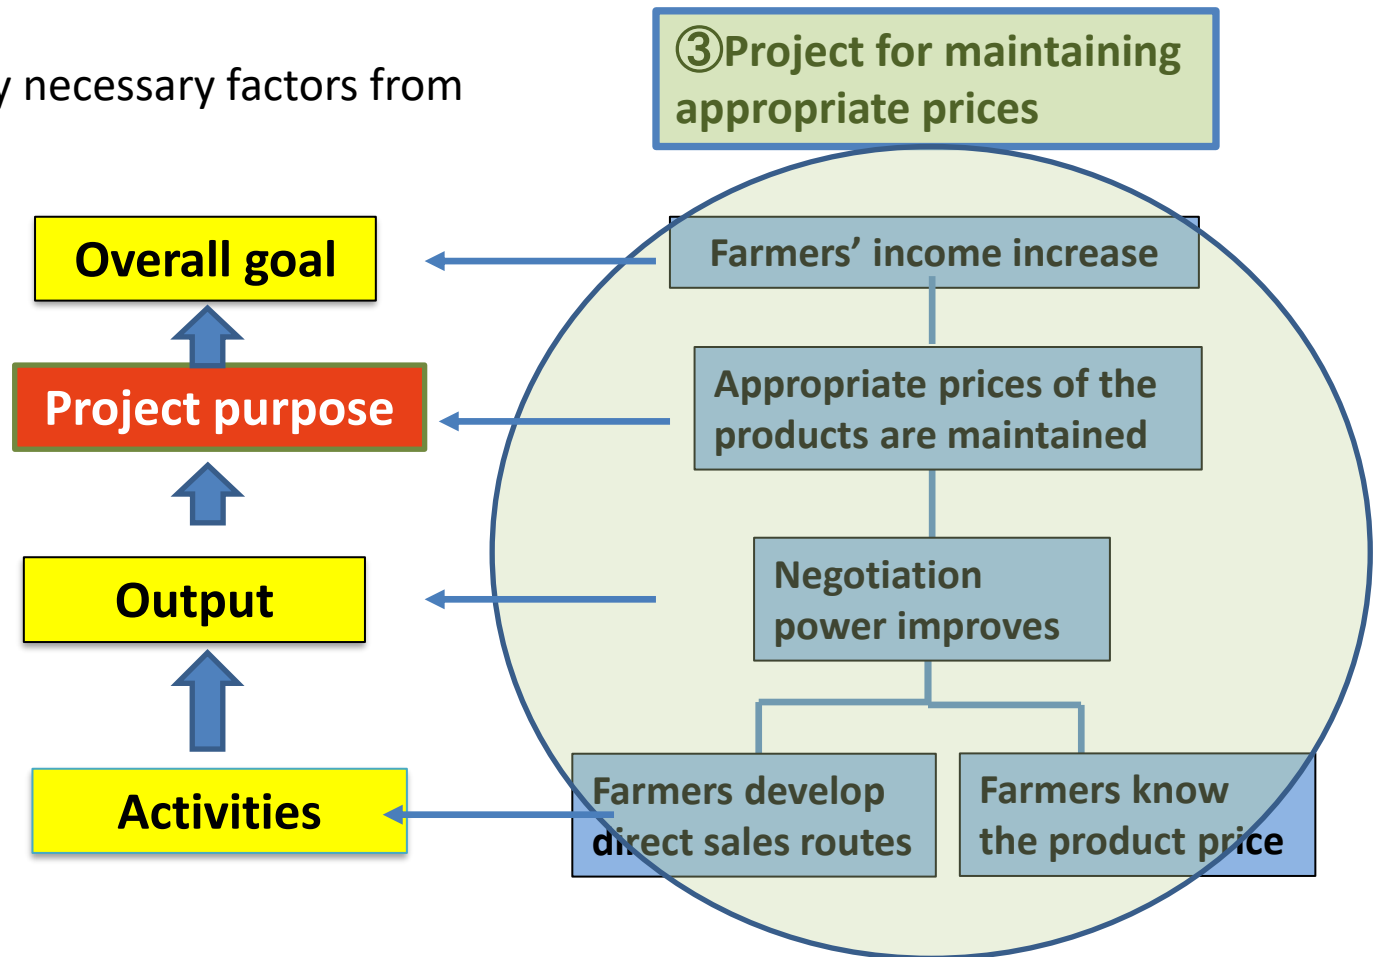 ③Project for maintaining
appropriate prices
y necessary factors from
Overall goal
Farmers’ income increase
Project purpose
Appropriate prices of the
products are maintained
Output
Negotiation
power improves
Activities
Farmers develop
direct sales routes
Farmers know
the product price